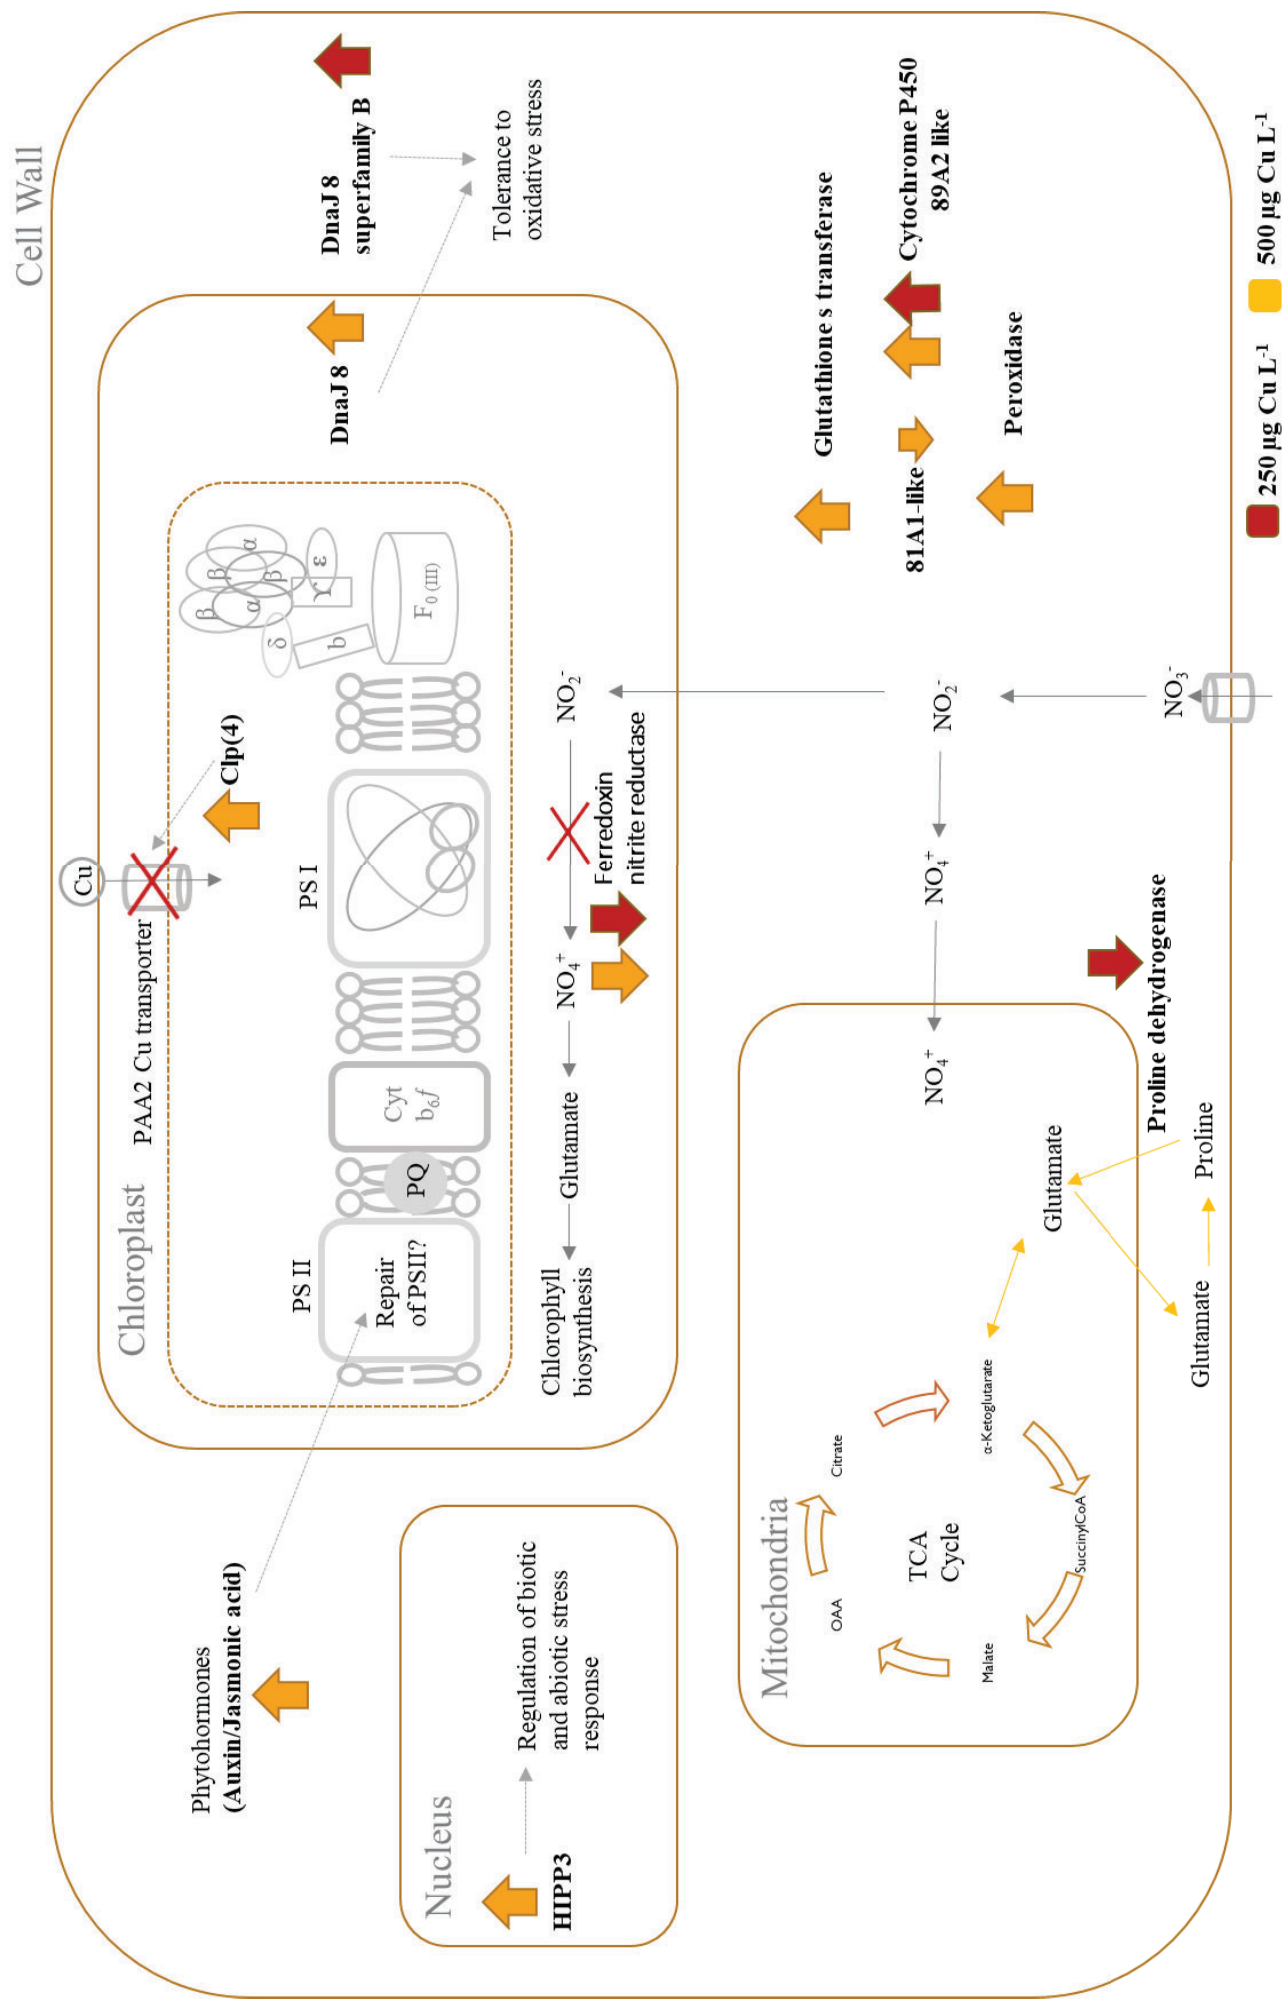 Cell Wall
Chloroplast
PAA2 Cu transporter
Cu
Clp(4)
DnaJ 8
DnaJ 8
superfamily B
Tolerance to
oxidative stress
Phytohormones
(Auxin/Jasmonic acid)
PS II
Repair
of PSII?
PQ
Cyt
b6f
PS I
β
β
α
α
β
δ
b
ϒ
ε
F0 (III)
Chlorophyll
biosynthesis
Glutamate
NO4+
NO2-
Ferredoxin
nitrite reductase
Nucleus
HIPP3
Regulation of biotic
and abiotic stress
response
Mitochondria
OAA
Citrate
TCA
Cycle
Malate
α-Ketoglutarate
SuccinylCoA
Glutamate
NO4+
NO4+
NO2-
NO3-
Proline dehydrogenase
Glutamate
Proline
Glutathione s transferase
81A1-like
Cytochrome P450
89A2 like
Peroxidase
250 µg Cu L-1
500 µg Cu L-1